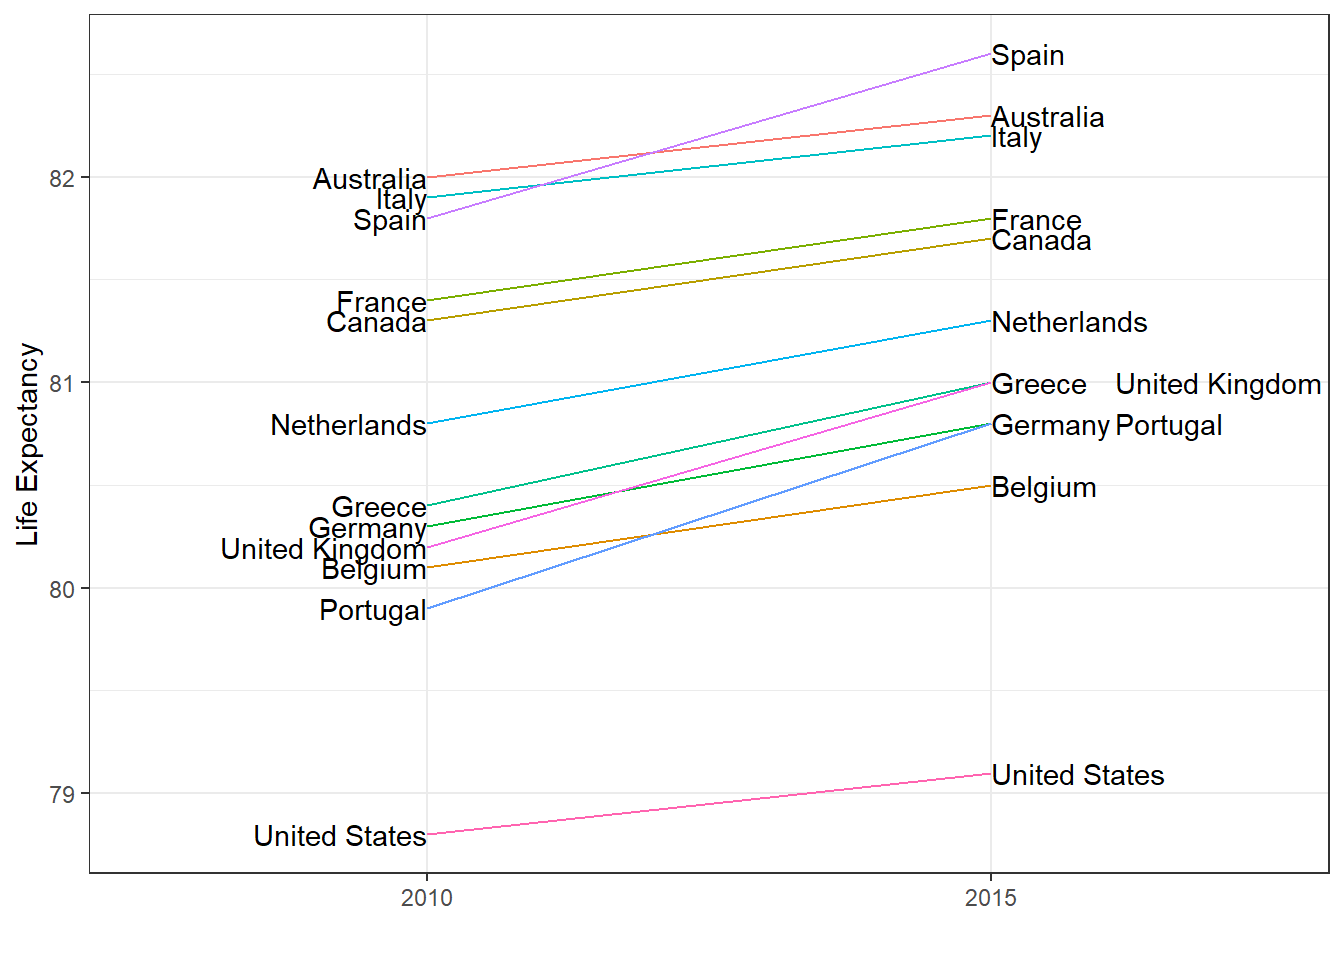 Life Expectancy
82
81
80
79
Australia
Italy
Spain
France
Canada
Netherlands
Greece
Germany
United Kingdom
Belgium
Portugal
United States
Spain
Australia
Italy
France
Canada
Netherlands
Greece United Kingdom
Germany Portugal
Belgium
United States
2010 2015